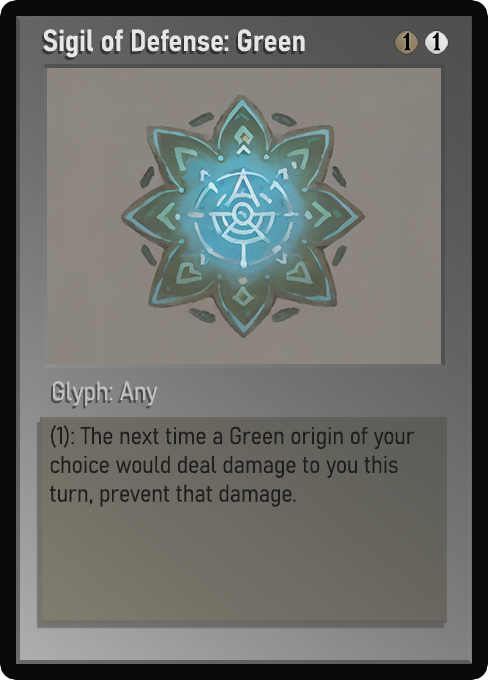 Sigil of Defense: Green 1 1
Glyph: Any
(1): The next time a Green origin of your
choice would deal damage to you this
turn, prevent that damage.